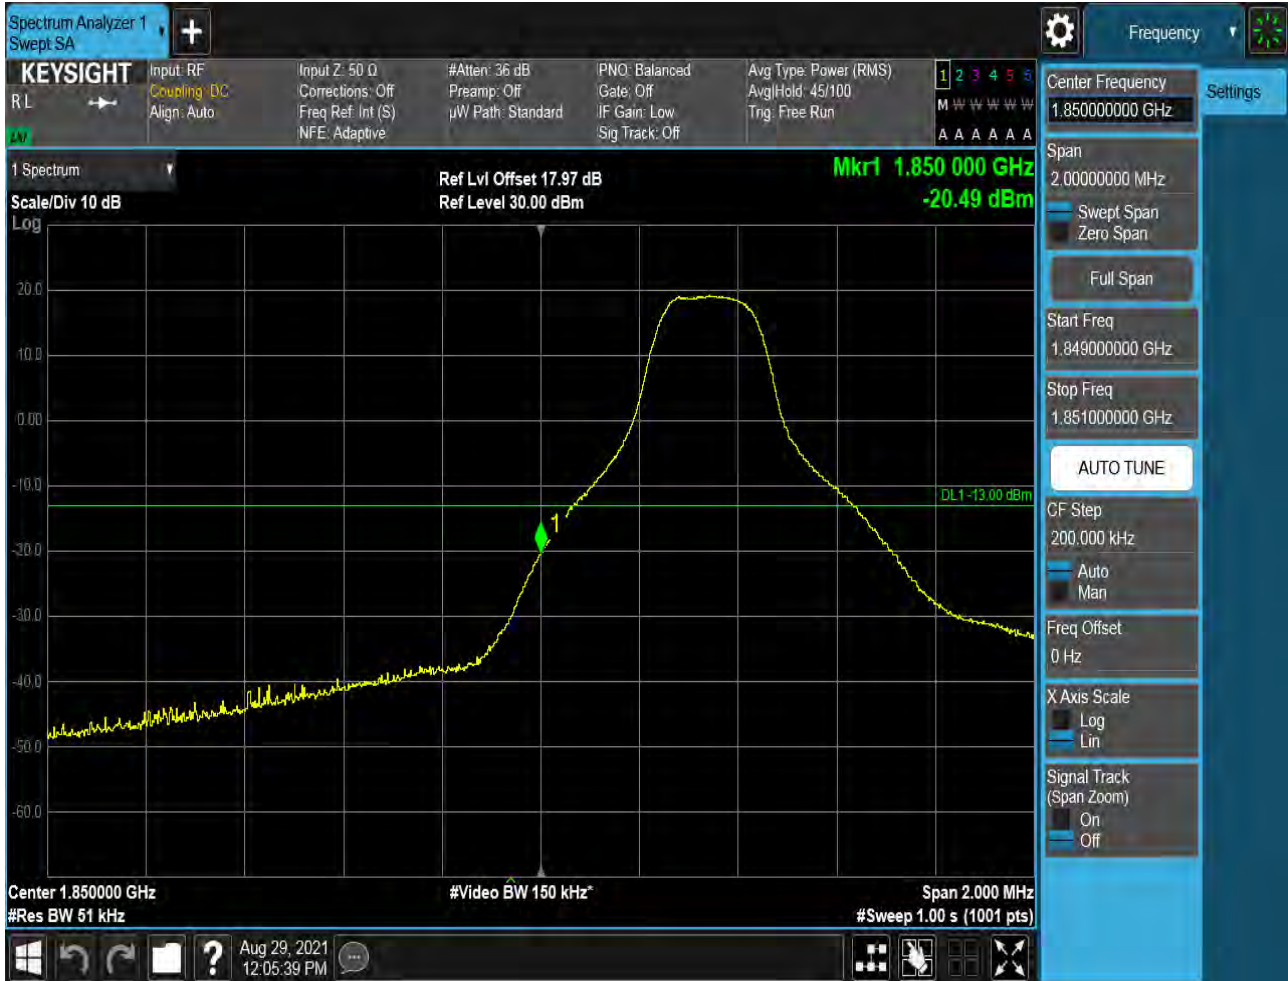 Spectrum Analyzer 1
Swept SA
+
Frequency
KEYSIGHT
R L
LNI
Input: RF
Coupling: DC
Align: Auto
Input Z: 50 Ω
Corrections: Off
Freq Ref: Int (S)
NFE: Adaptive
#Atten: 36 dB
Preamp: Off
µW Path: Standard
PNO: Balanced
Gate: Off
IF Gain: Low
Sig Track: Off
Avg Type: Power (RMS)
Avg|Hold: 45/100
Trig: Free Run
1 2 3 4 5 6
M W W W W W
A A A A A A
1 Spectrum
Scale/Div 10 dB
Log
Ref Lvl Offset 17.97 dB
Ref Level 30.00 dBm
Mkr1 1.850 000 GHz
-20.49 dBm
20.0
10.0
0.00
-10.0
-20.0
-30.0
-40.0
-50.0
-60.0
1
DL1 -13.00 dBm
Center 1.850000 GHz
#Res BW 51 kHz
#Video BW 150 kHz*
Span 2.000 MHz
#Sweep 1.00 s (1001 pts)
?
Aug 29, 2021
12:05:39 PM
Center Frequency
1.850000000 GHz
Settings
Span
2.00000000 MHz
Swept Span
Zero Span
Full Span
Start Freq
1.849000000 GHz
Stop Freq
1.851000000 GHz
AUTO TUNE
CF Step
200.000 kHz
Auto
Man
Freq Offset
0 Hz
X Axis Scale
Log
Lin
Signal Track
(Span Zoom)
On
Off